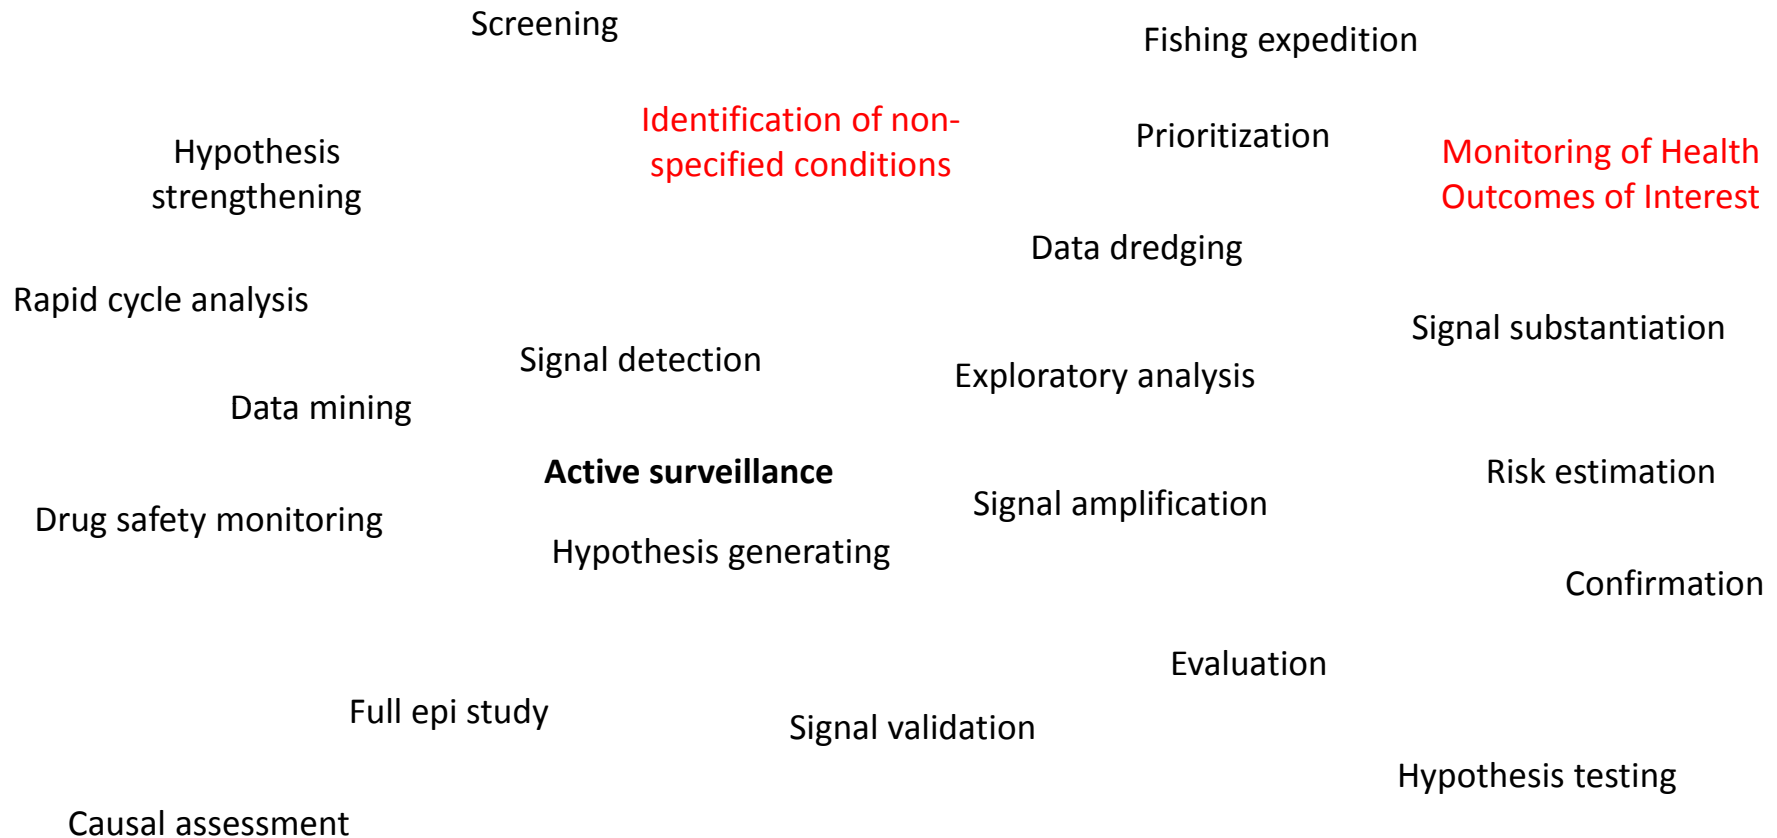 Screening
Fishing expedition
Identification of non-
specified conditions
Prioritization
Hypothesis
strengthening
Monitoring of Health
Outcomes of Interest
Data dredging
Rapid cycle analysis
Signal substantiation
Signal detection
Exploratory analysis
Data mining
Active surveillance
Risk estimation
Signal amplification
Drug safety monitoring
Hypothesis generating
Confirmation
Evaluation
Full epi study
Signal validation
Hypothesis testing
Causal assessment